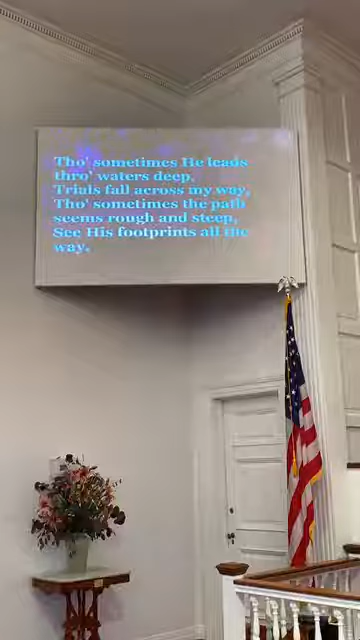 Tho' sometimes He leads
thro' waters deep,
Trials fall across my way,
Tho' sometimes the path
seems rough and steep,
See His footprints all the
way.